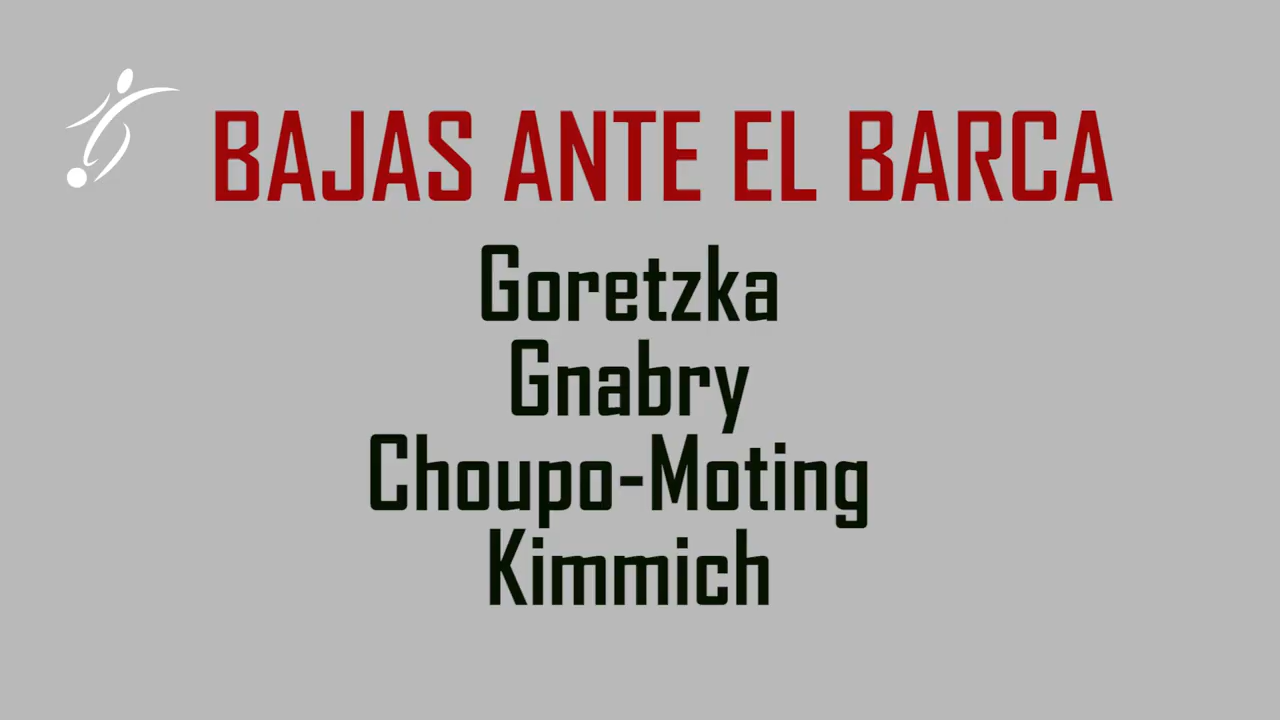 BAJAS ANTE EL BARCA
Goretzka
Gnabry
Choupo-Moting
Kimmich